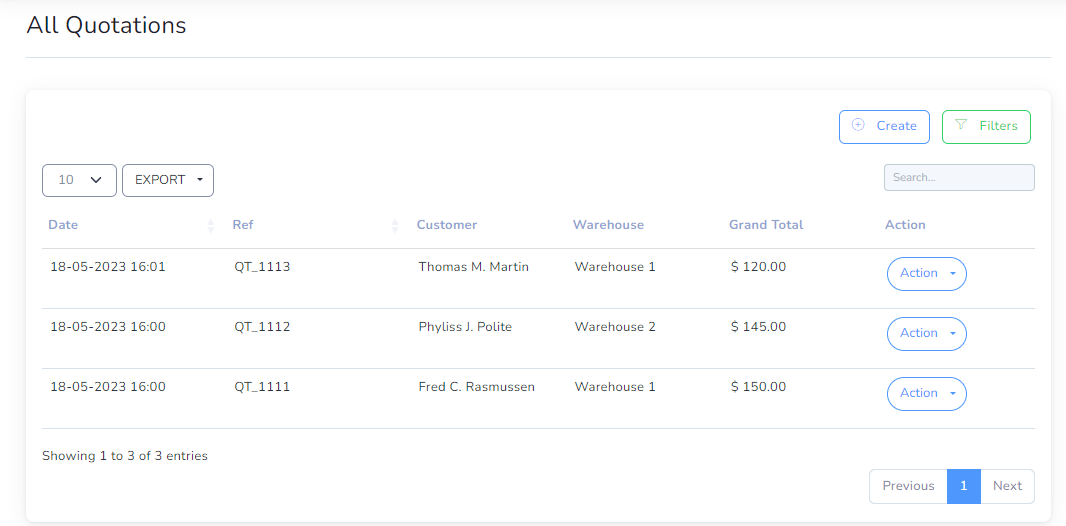 All Quotations
Create Filters
10 EXPORT Search...
Date Ref Customer Warehouse Grand Total Action
18-05-2023 16:01 QT_1113 Thomas M. Martin Warehouse 1 $ 120.00 Action
18-05-2023 16:00 QT_1112 Phyliss J. Polite Warehouse 2 $ 145.00 Action
18-05-2023 16:00 QT_1111 Fred C. Rasmussen Warehouse 1 $ 150.00 Action
Showing 1 to 3 of 3 entries
Previous 1 Next